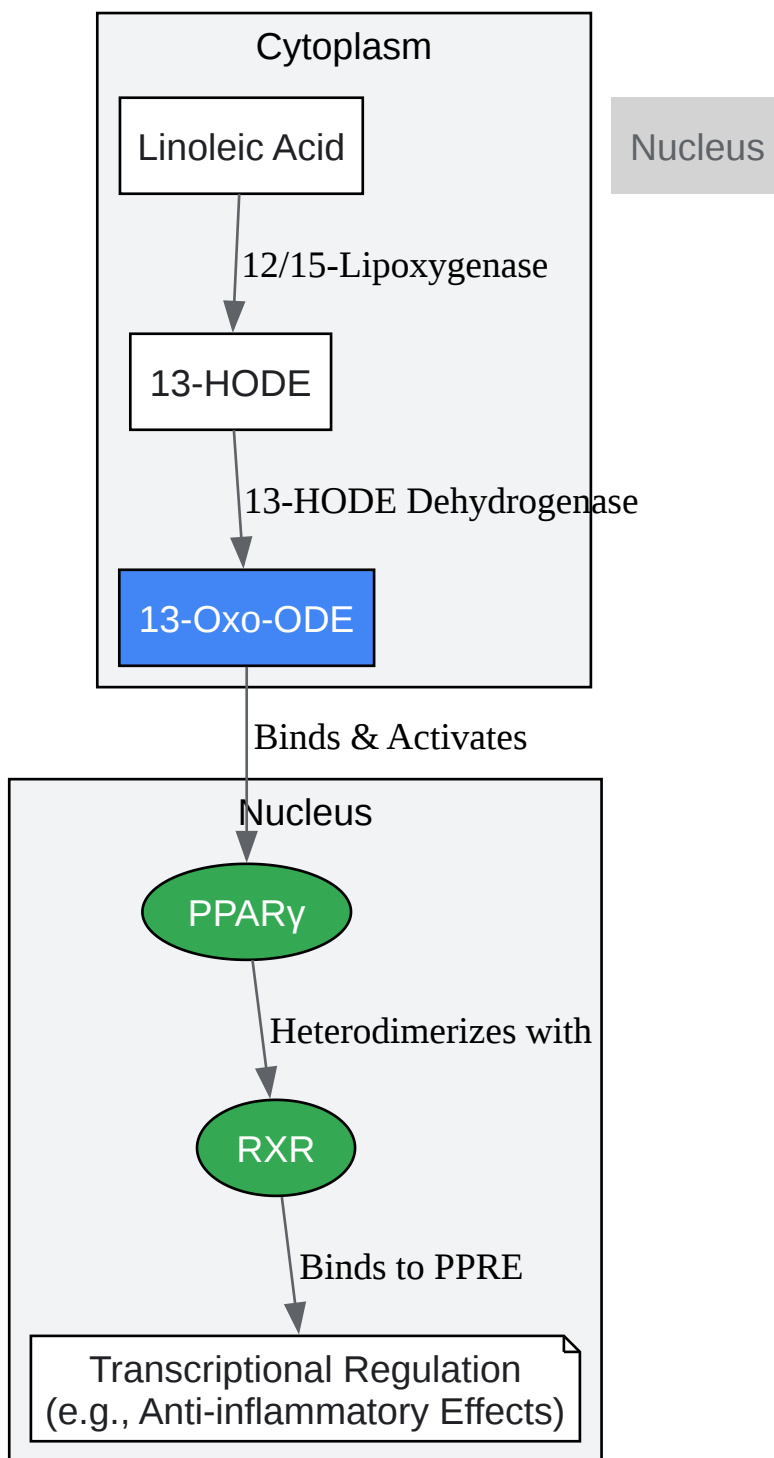 Cytoplasm
Linoleic Acid
Nucleus
12/15-Lipoxygenase
13-HODE
13-HODE Dehydrogenase
13-Oxo-ODE
Binds & Activates
Nucleus
PPARγ
Heterodimerizes with
RXR
Binds to PPRE
Transcriptional Regulation
(e.g., Anti-inflammatory Effects)